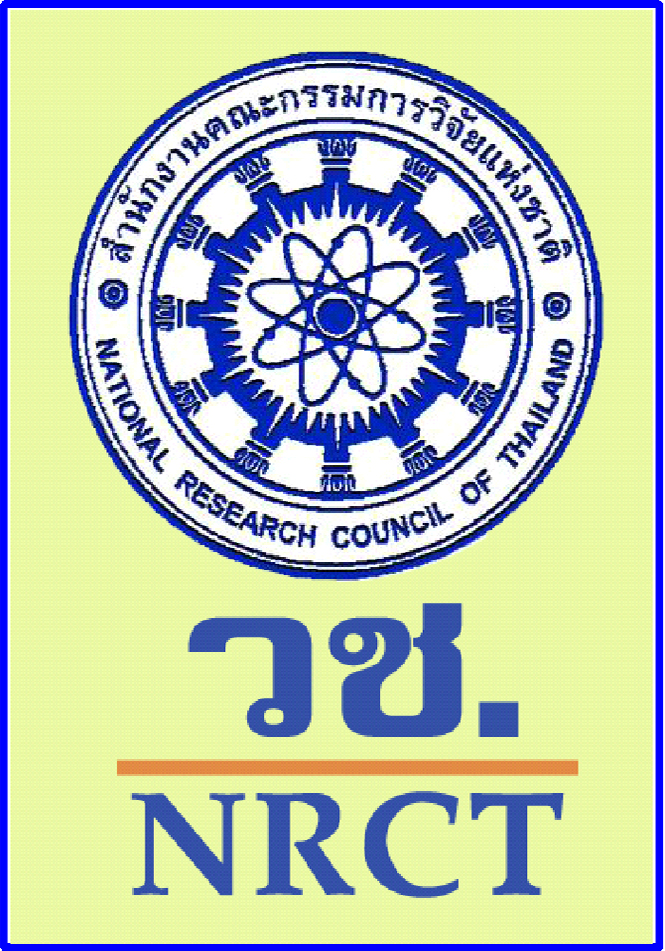 สำนักงานคณะกรรมการวิจัยแห่งชาติ
NATIONAL RESEARCH COUNCIL OF THAILAND
วช.
NRCT